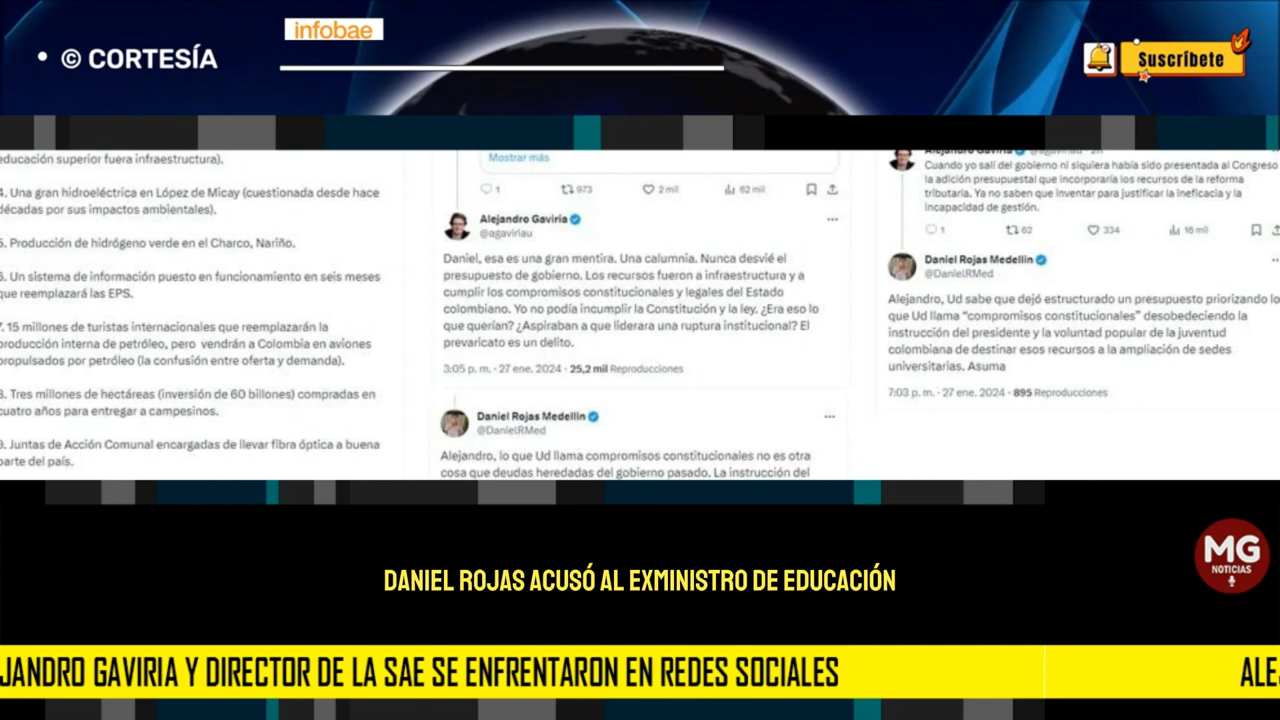 infobae
© CORTESÍA
Suscríbete
educación superior fuera infraestructura).
4. Una gran hidroeléctrica en López de Micay (cuestionada desde hace
décadas por sus impactos ambientales).
5. Producción de hidrógeno verde en el Charco, Nariño.
6. Un sistema de información puesto en funcionamiento en seis meses
que reemplazará las EPS.
7. 15 millones de turistas internacionales que reemplazarán la
producción interna de petróleo, pero vendrán a Colombia en aviones
propulsados por petróleo (la confusión entre oferta y demanda).
8. Tres millones de hectáreas (inversión de 60 billones) compradas en
cuatro años para entregar a campesinos.
9. Juntas de Acción Comunal encargadas de llevar fibra óptica a buena
parte del país.
Mostrar más
1 973 2 mil 62 mil
Alejandro Gaviria
@agaviriau
Daniel, esa es una gran mentira. Una calumnia. Nunca desvié el
presupuesto de gobierno. Los recursos fueron a infraestructura y a
cumplir los compromisos constitucionales y legales del Estado
colombiano. Yo no podía incumplir la Constitución y la ley. ¿Era eso lo
que querían? ¿Aspiraban a que liderara una ruptura institucional? El
prevaricato es un delito.
3:05 p. m. · 27 ene. 2024 · 25,2 mil Reproducciones
Daniel Rojas Medellin
@DanielRMed
Alejandro, lo que Ud llama compromisos constitucionales no es otra
cosa que deudas heredadas del gobierno pasado. La instrucción del
Alejandro Gaviria @agaviriau · 2h
Cuando yo salí del gobierno ni siquiera había sido presentada al Congreso
la adición presupuestal que incorporaría los recursos de la reforma
tributaria. Ya no saben que inventar para justificar la ineficacia y la
incapacidad de gestión.
1 62 334 16 mil
Daniel Rojas Medellin
@DanielRMed
Alejandro, Ud sabe que dejó estructurado un presupuesto priorizando lo
que Ud llama “compromisos constitucionales” desobedeciendo la
instrucción del presidente y la voluntad popular de la juventud
colombiana de destinar esos recursos a la ampliación de sedes
universitarias. Asuma
7:03 p. m. · 27 ene. 2024 · 895 Reproducciones
MG
NOTICIAS
DANIEL ROJAS ACUSÓ AL EXMINISTRO DE EDUCACIÓN
JANDRO GAVIRIA Y DIRECTOR DE LA SAE SE ENFRENTARON EN REDES SOCIALES
ALE